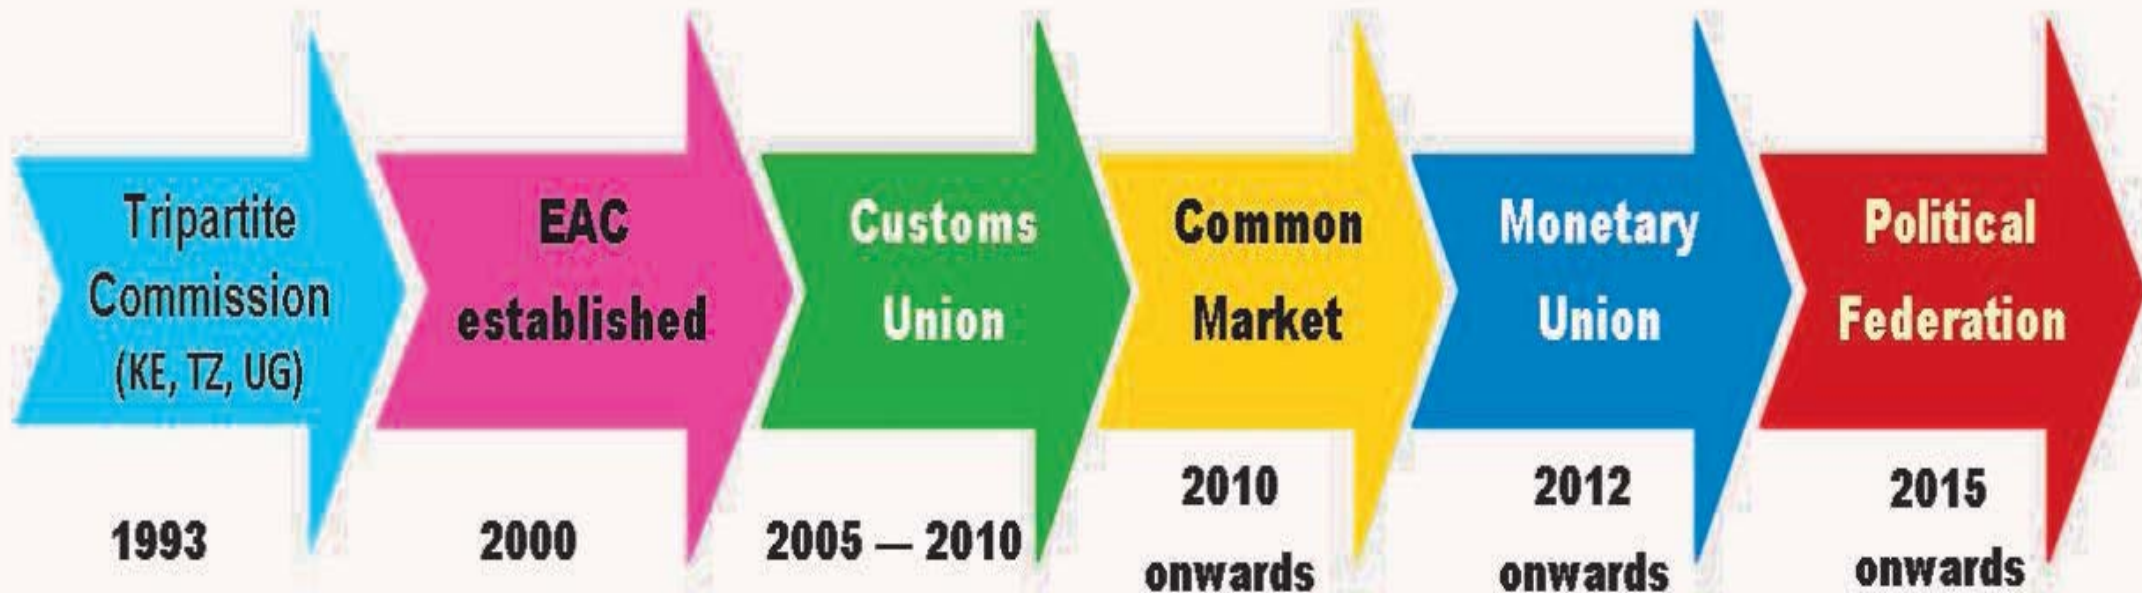 Tripartite
Commission
(KE, TZ, UG)
1993
EAC
established
2000
Customs
Union
2005 — 2010
Common
Market
2010
onwards
Monetary
Union
2012
onwards
Political
Federation
2015
onwards